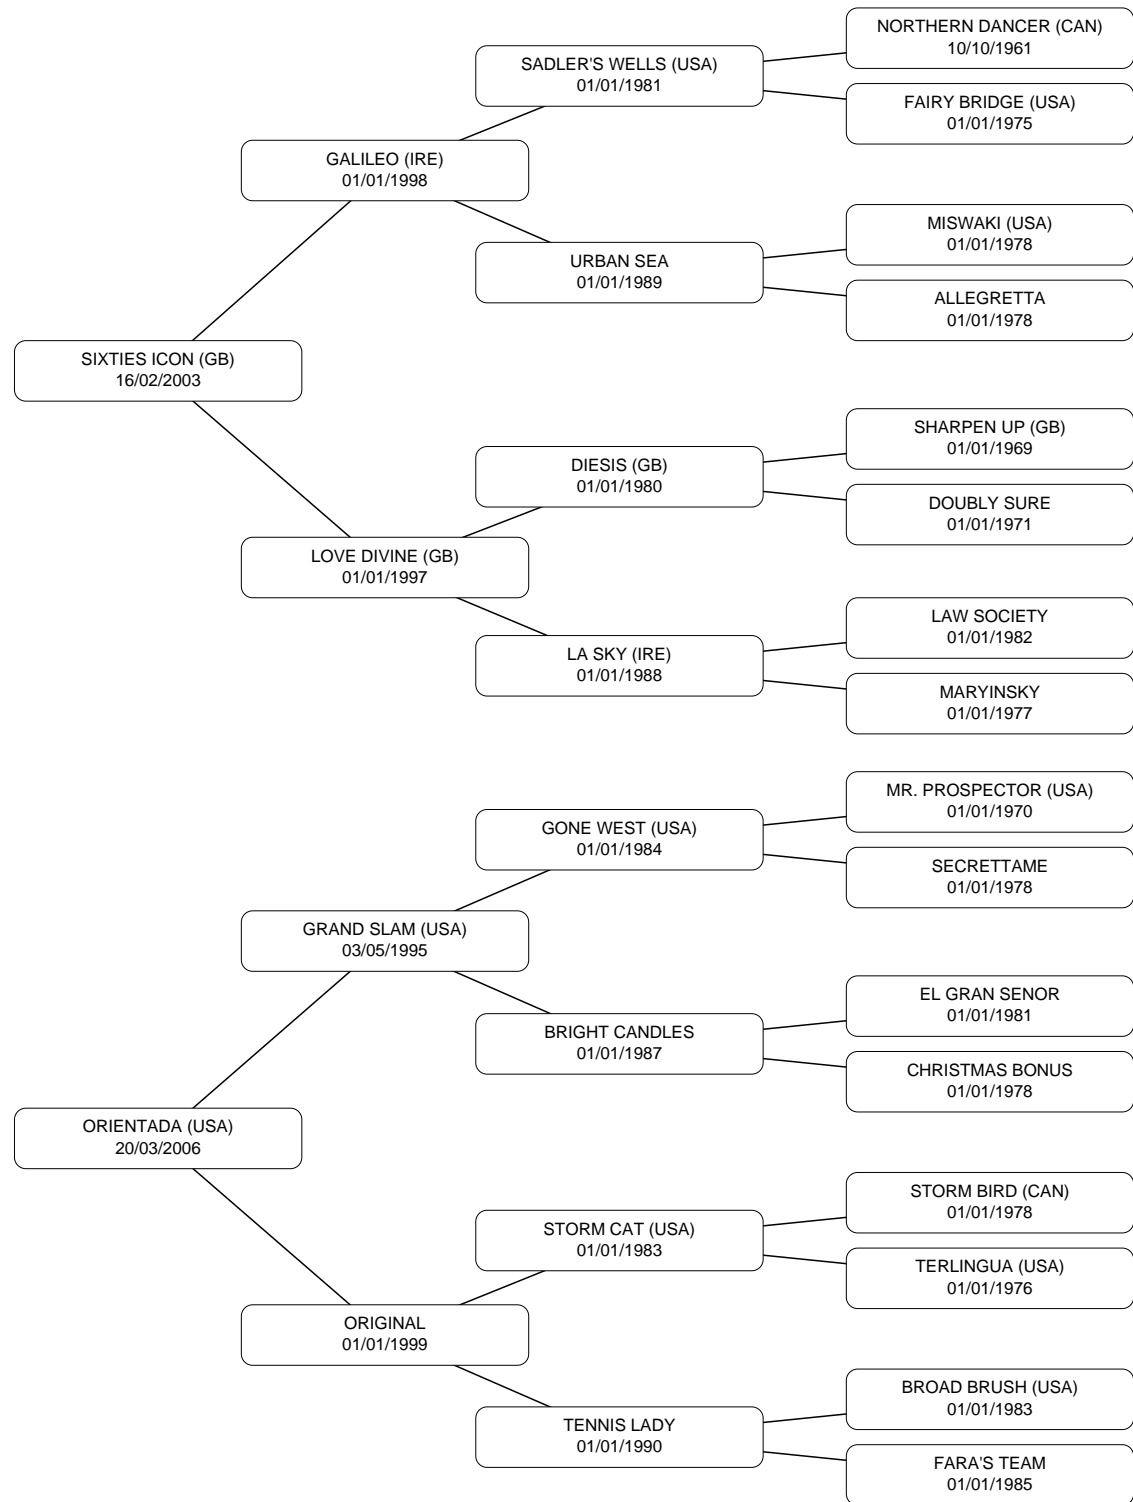 NORTHERN DANCER (CAN)
10/10/1961
SADLER'S WELLS (USA)
01/01/1981
FAIRY BRIDGE (USA)
01/01/1975
GALILEO (IRE)
01/01/1998
MISWAKI (USA)
01/01/1978
URBAN SEA
01/01/1989
ALLEGRETTA
01/01/1978
SIXTIES ICON (GB)
16/02/2003
SHARPEN UP (GB)
01/01/1969
DIESIS (GB)
01/01/1980
DOUBLY SURE
01/01/1971
LOVE DIVINE (GB)
01/01/1997
LAW SOCIETY
01/01/1982
LA SKY (IRE)
01/01/1988
MARYINSKY
01/01/1977
MR. PROSPECTOR (USA)
01/01/1970
GONE WEST (USA)
01/01/1984
SECRETTAME
01/01/1978
GRAND SLAM (USA)
03/05/1995
EL GRAN SENOR
01/01/1981
BRIGHT CANDLES
01/01/1987
CHRISTMAS BONUS
01/01/1978
ORIENTADA (USA)
20/03/2006
STORM BIRD (CAN)
01/01/1978
STORM CAT (USA)
01/01/1983
TERLINGUA (USA)
01/01/1976
ORIGINAL
01/01/1999
BROAD BRUSH (USA)
01/01/1983
TENNIS LADY
01/01/1990
FARA'S TEAM
01/01/1985